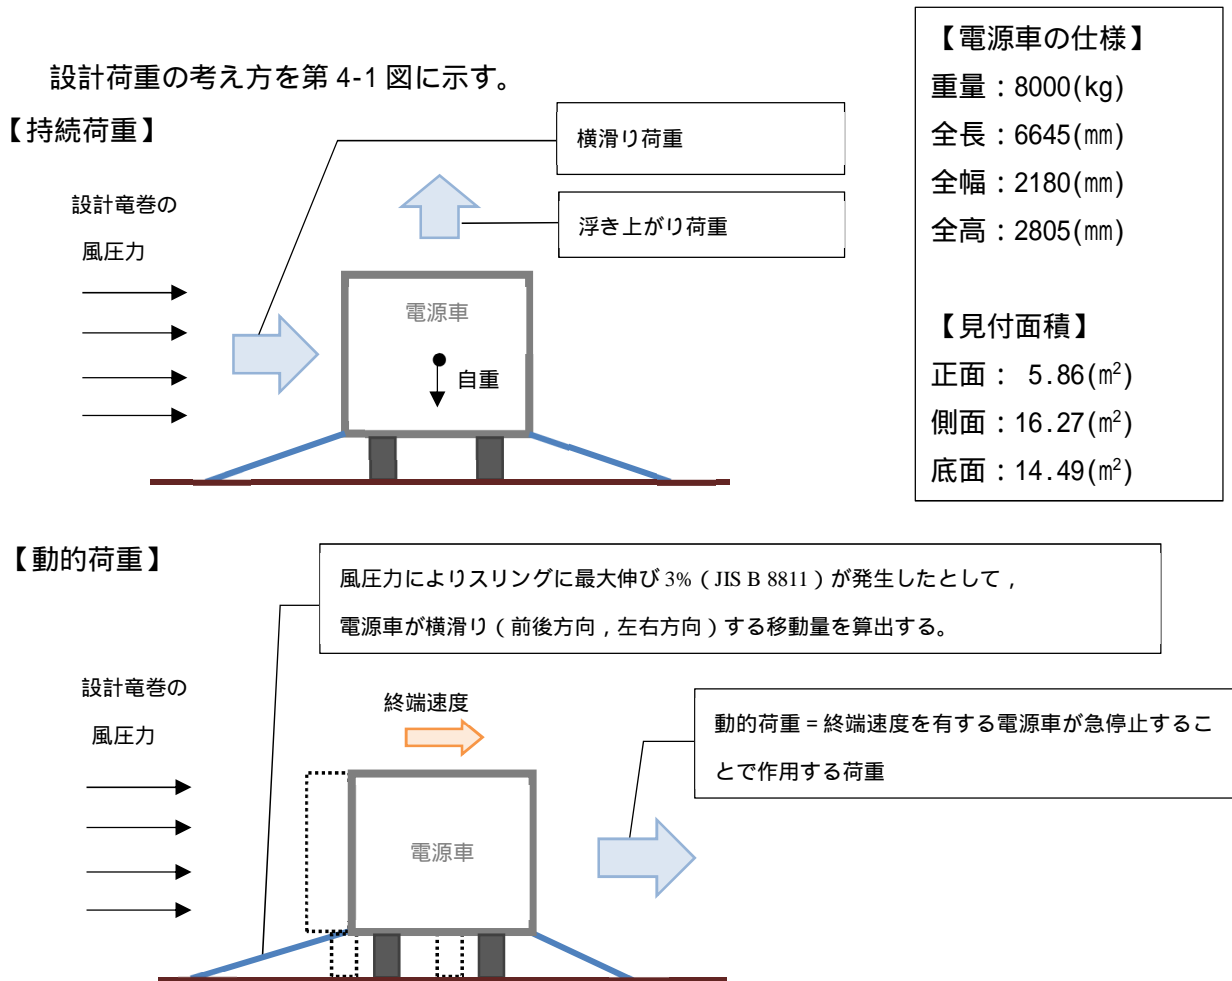 設計荷重の考え方を第 4-1 図に示す。
【持続荷重】
設計竜巻の
風圧力
横滑り荷重
浮き上がり荷重
電源車
自重
【電源車の仕様】
重量：8000(kg)
全長：6645(㎜)
全幅：2180(㎜)
全高：2805(㎜)
【見付面積】
正面： 5.86(㎡)
側面：16.27(㎡)
底面：14.49(㎡)
【動的荷重】
風圧力によりスリングに最大伸び 3%（JIS B 8811）が発生したとして，
電源車が横滑り（前後方向，左右方向）する移動量を算出する。
設計竜巻の
風圧力
終端速度
電源車
動的荷重＝終端速度を有する電源車が急停止するこ
とで作用する荷重